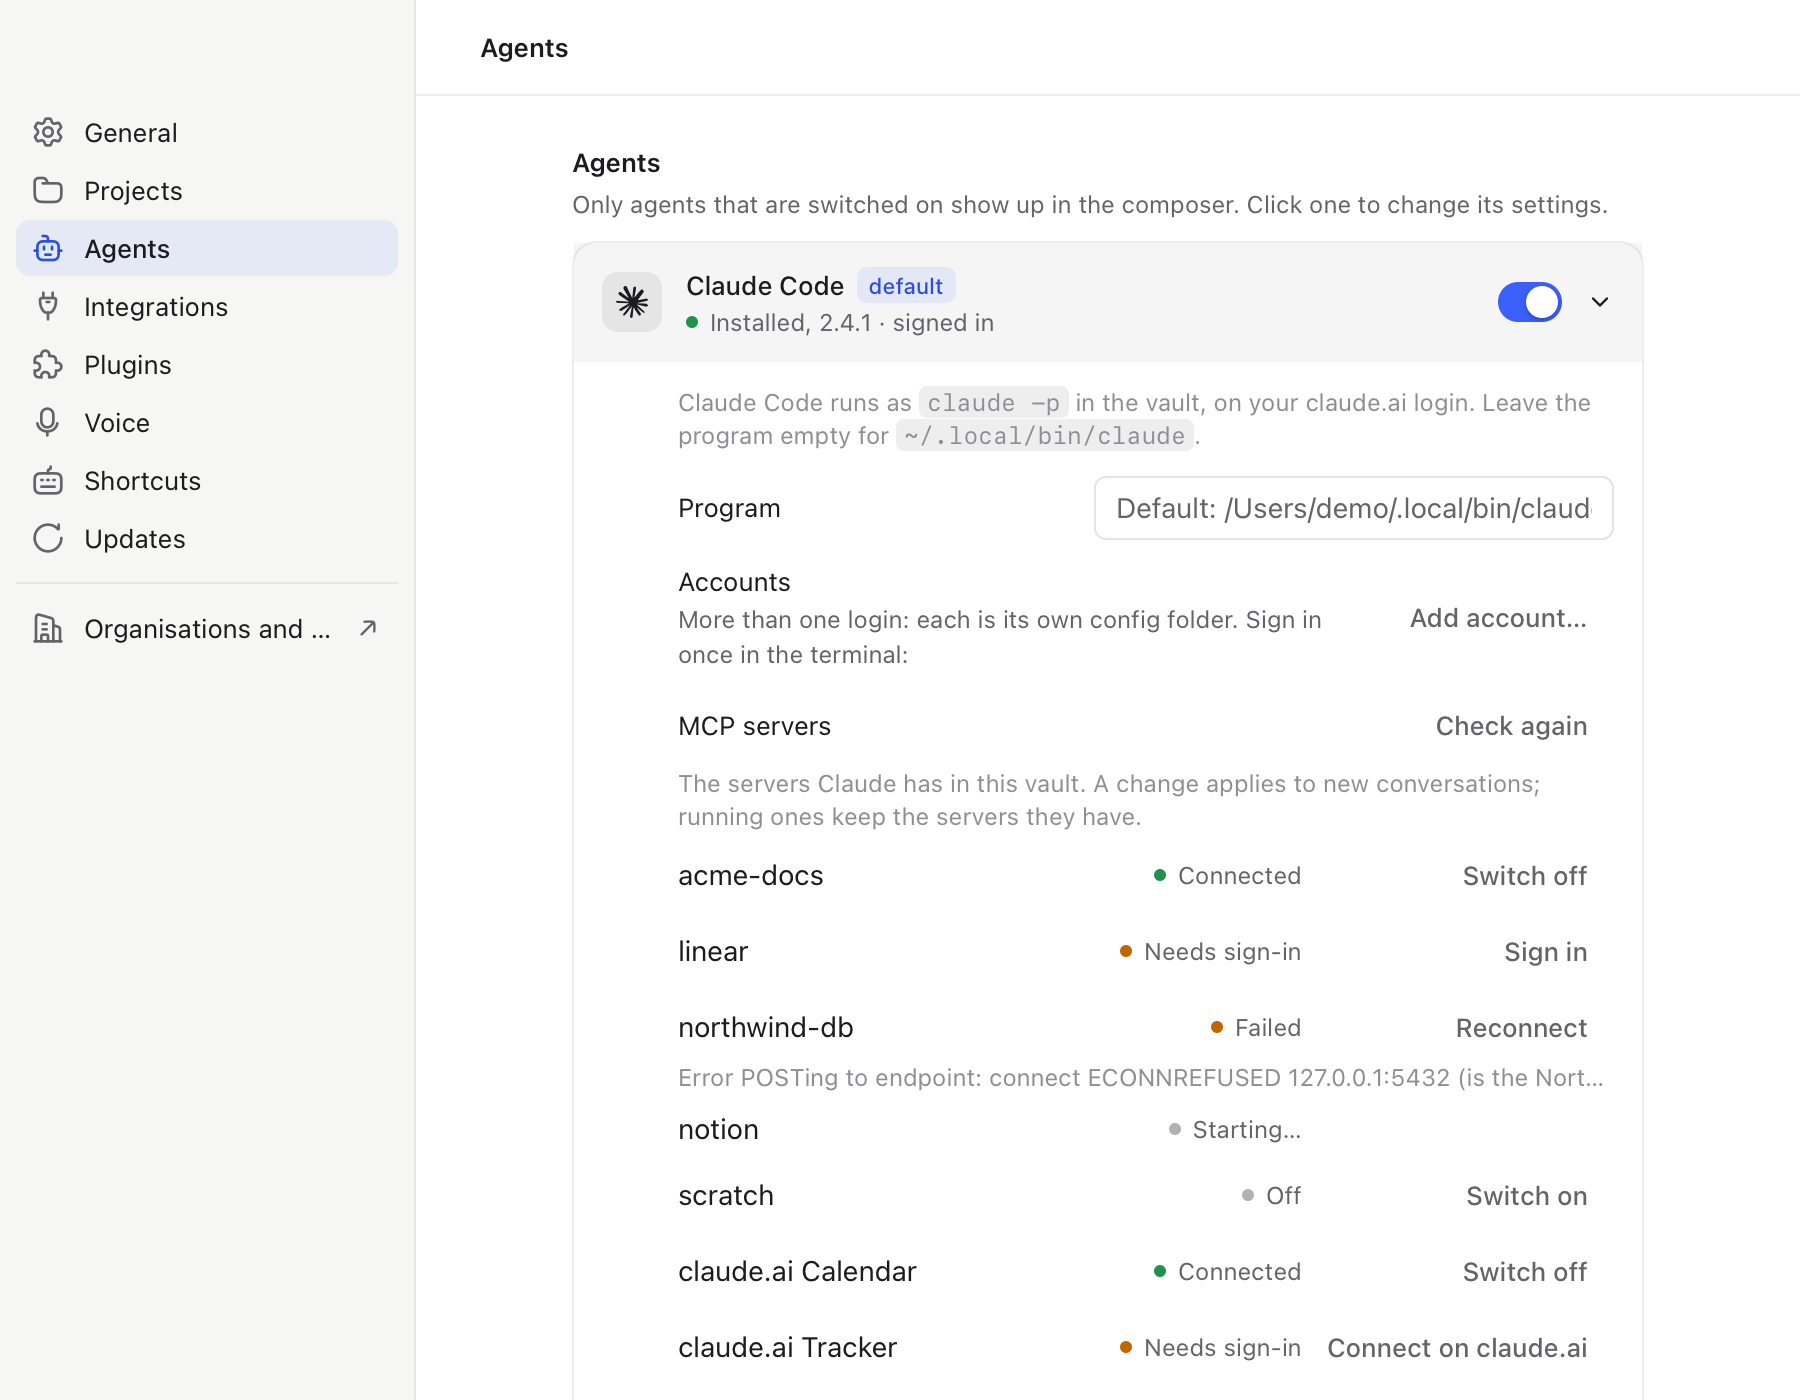 Agents
General
Projects
Agents
Integrations
Plugins
Voice
Shortcuts
Updates
Organisations and ...
Agents
Only agents that are switched on show up in the composer. Click one to change its settings.
Claude Code default
Installed, 2.4.1 · signed in
Claude Code runs as claude -p in the vault, on your claude.ai login. Leave the
program empty for ~/.local/bin/claude.
Program Default: /Users/demo/.local/bin/claud
Accounts
More than one login: each is its own config folder. Sign in
once in the terminal:
Add account...
MCP servers Check again
The servers Claude has in this vault. A change applies to new conversations;
running ones keep the servers they have.
acme-docs Connected Switch off
linear Needs sign-in Sign in
northwind-db Failed Reconnect
Error POSTing to endpoint: connect ECONNREFUSED 127.0.0.1:5432 (is the Nort...
notion Starting...
scratch Off Switch on
claude.ai Calendar Connected Switch off
claude.ai Tracker Needs sign-in Connect on claude.ai